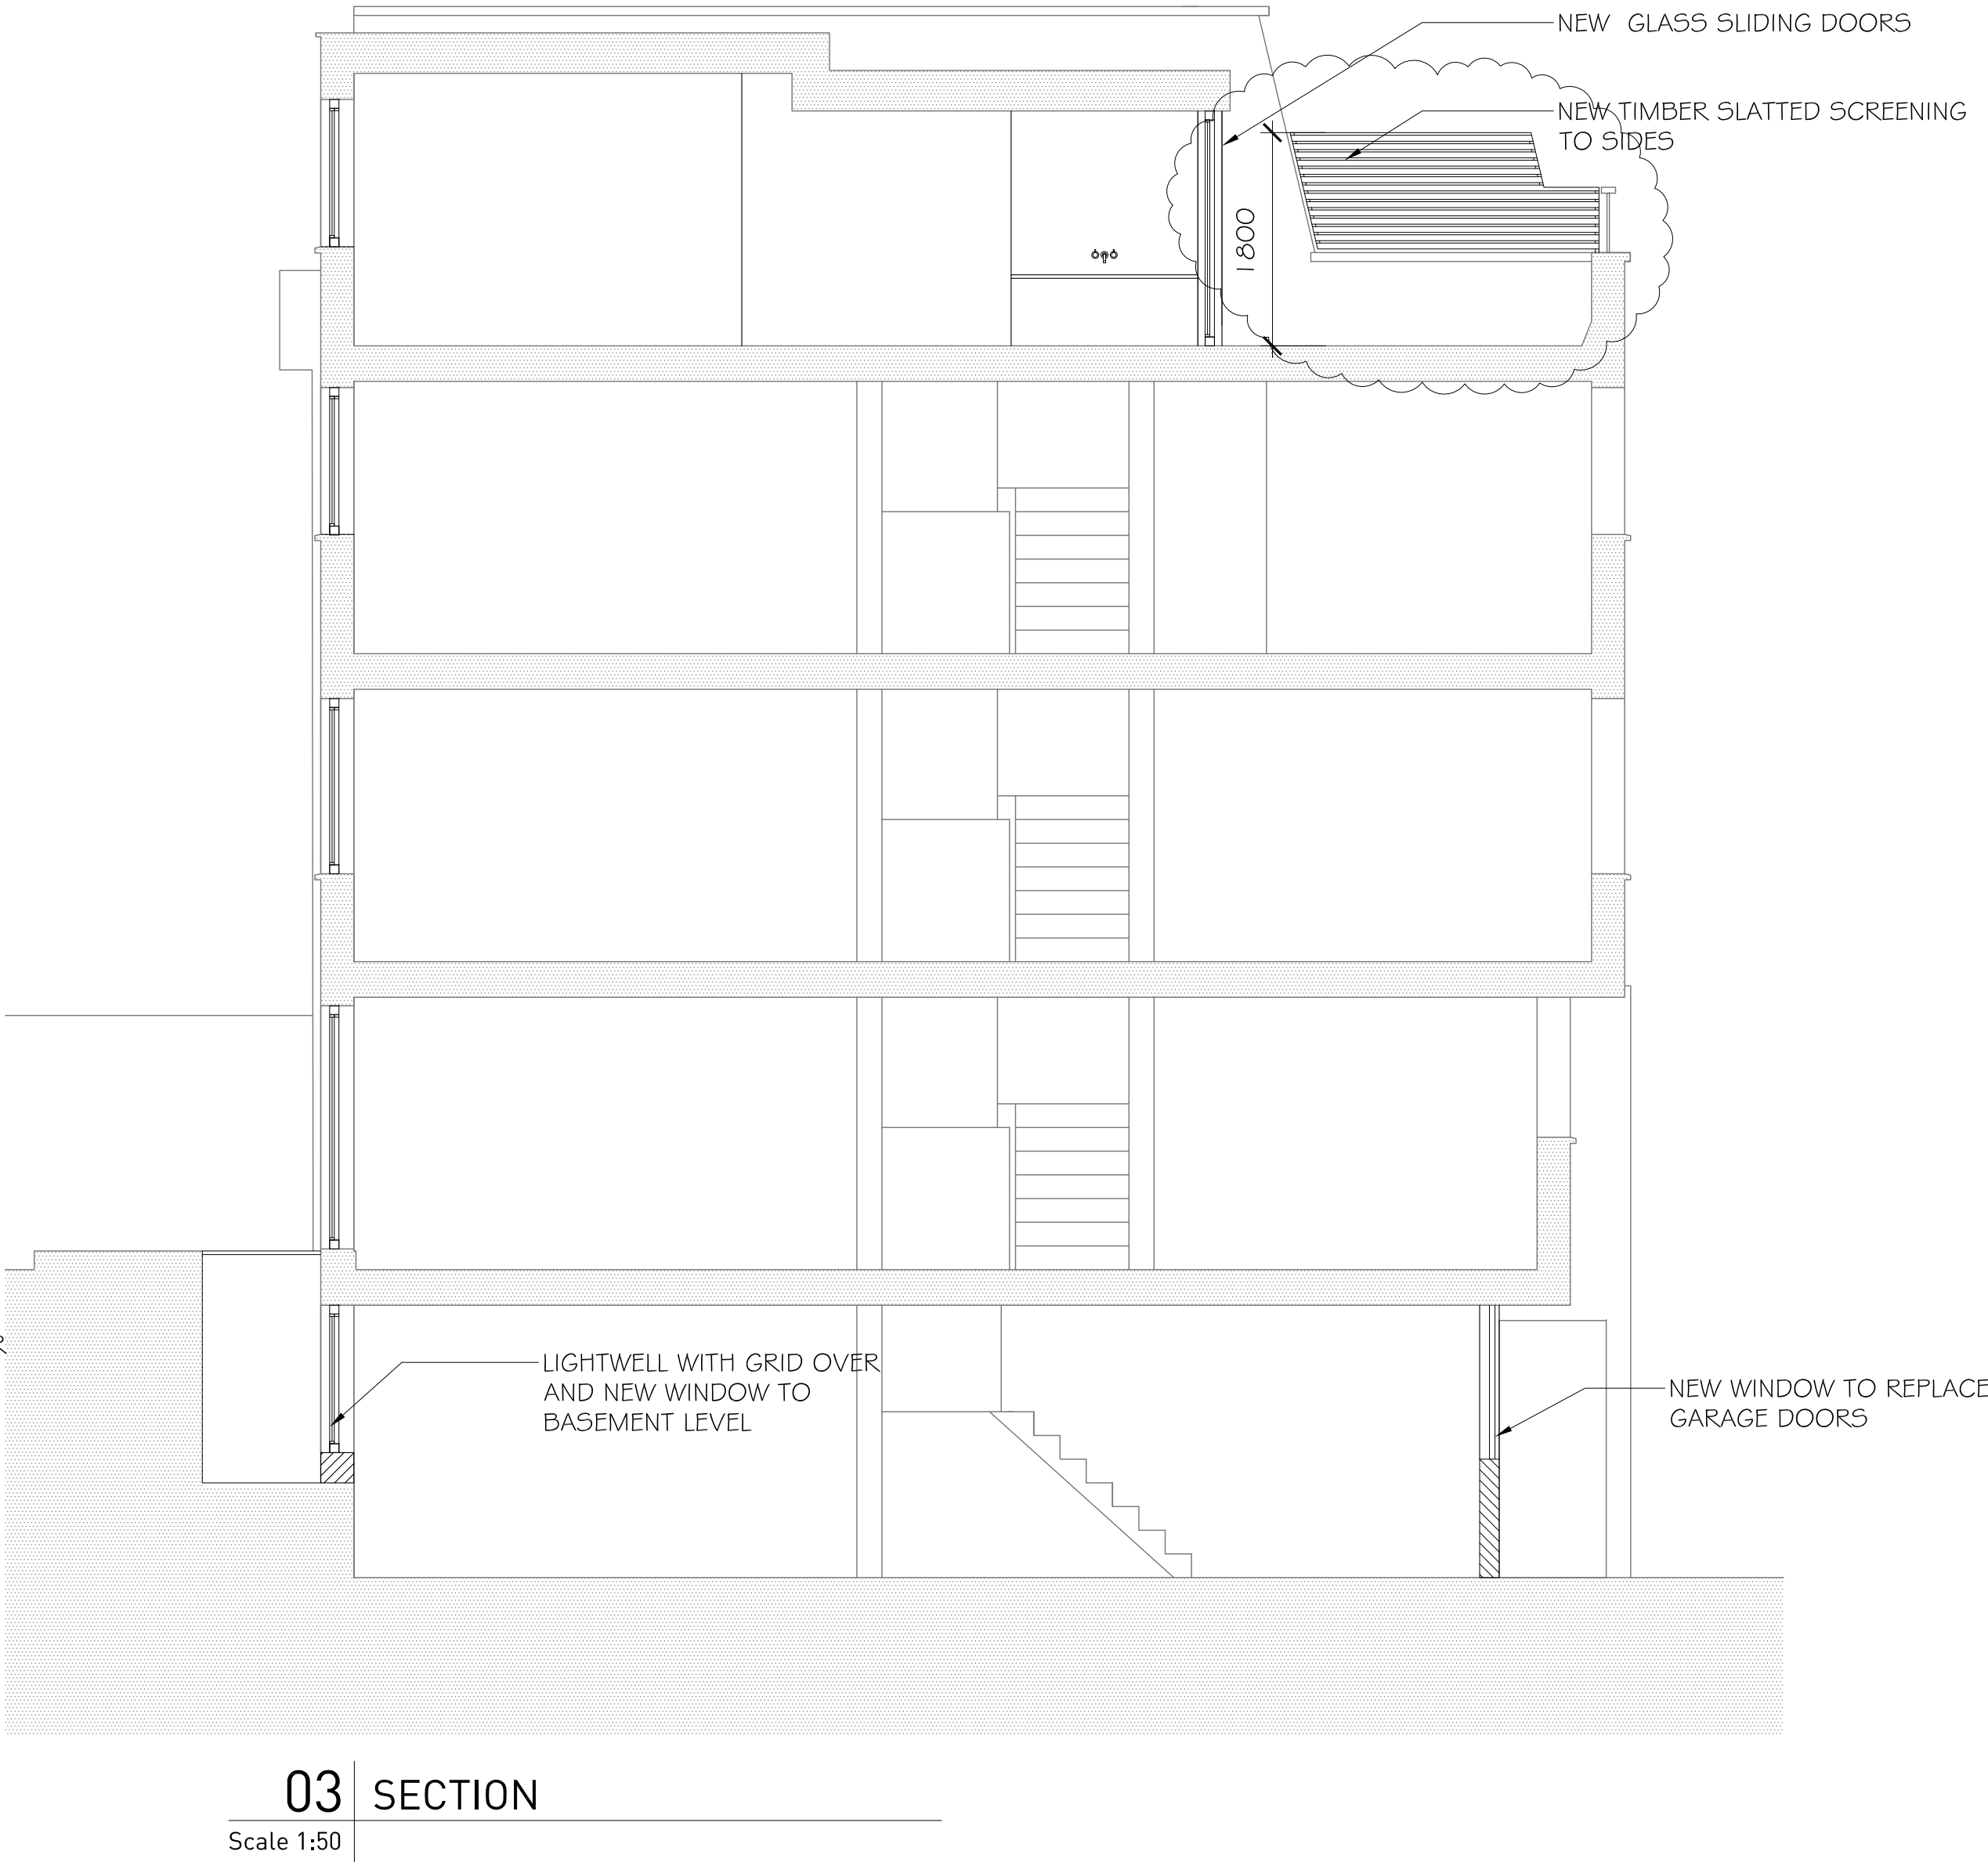 NEW GLASS SLIDING DOORS
NEW TIMBER SLATTED SCREENING
TO SIDES
1800
LIGHTWELL WITH GRID OVER
AND NEW WINDOW TO
BASEMENT LEVEL
NEW WINDOW TO REPLACE
GARAGE DOORS
03 SECTION
Scale 1:50